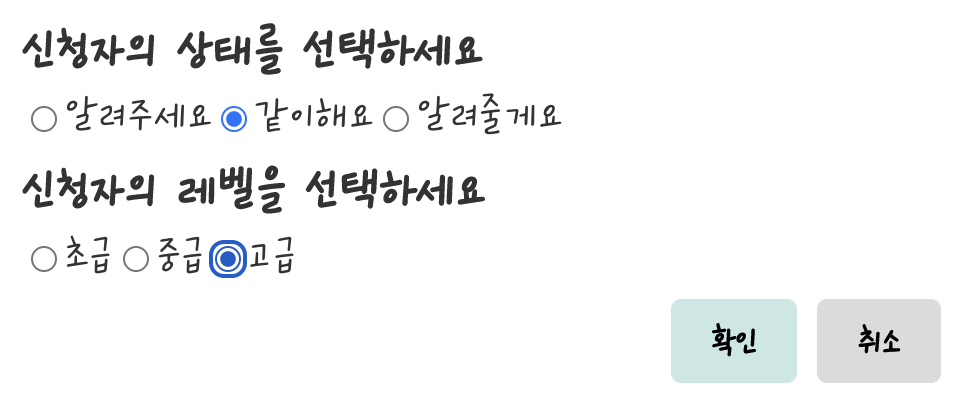 신청자의 상태를 선택하세요
알려주세요 같이해요 알려줄게요
신청자의 레벨을 선택하세요
초급 중급 고급
확인 취소